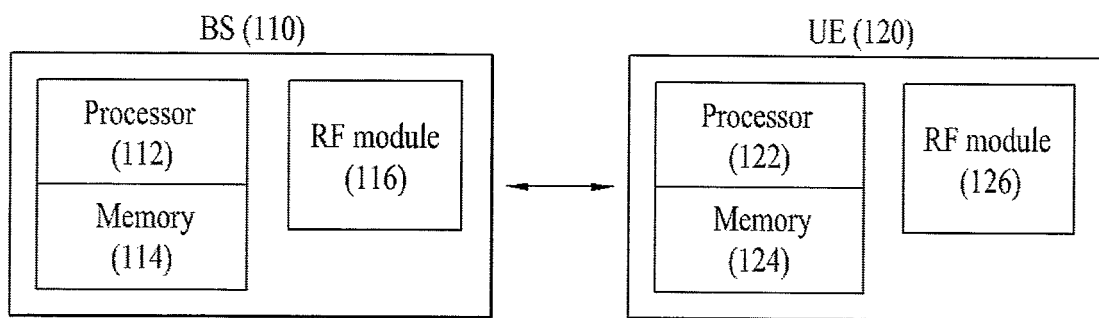 BS (110)
UE (120)
Processor
(112)
RF module
(116)
Memory
(114)
Processor
(122)
RF module
(126)
Memory
(124)